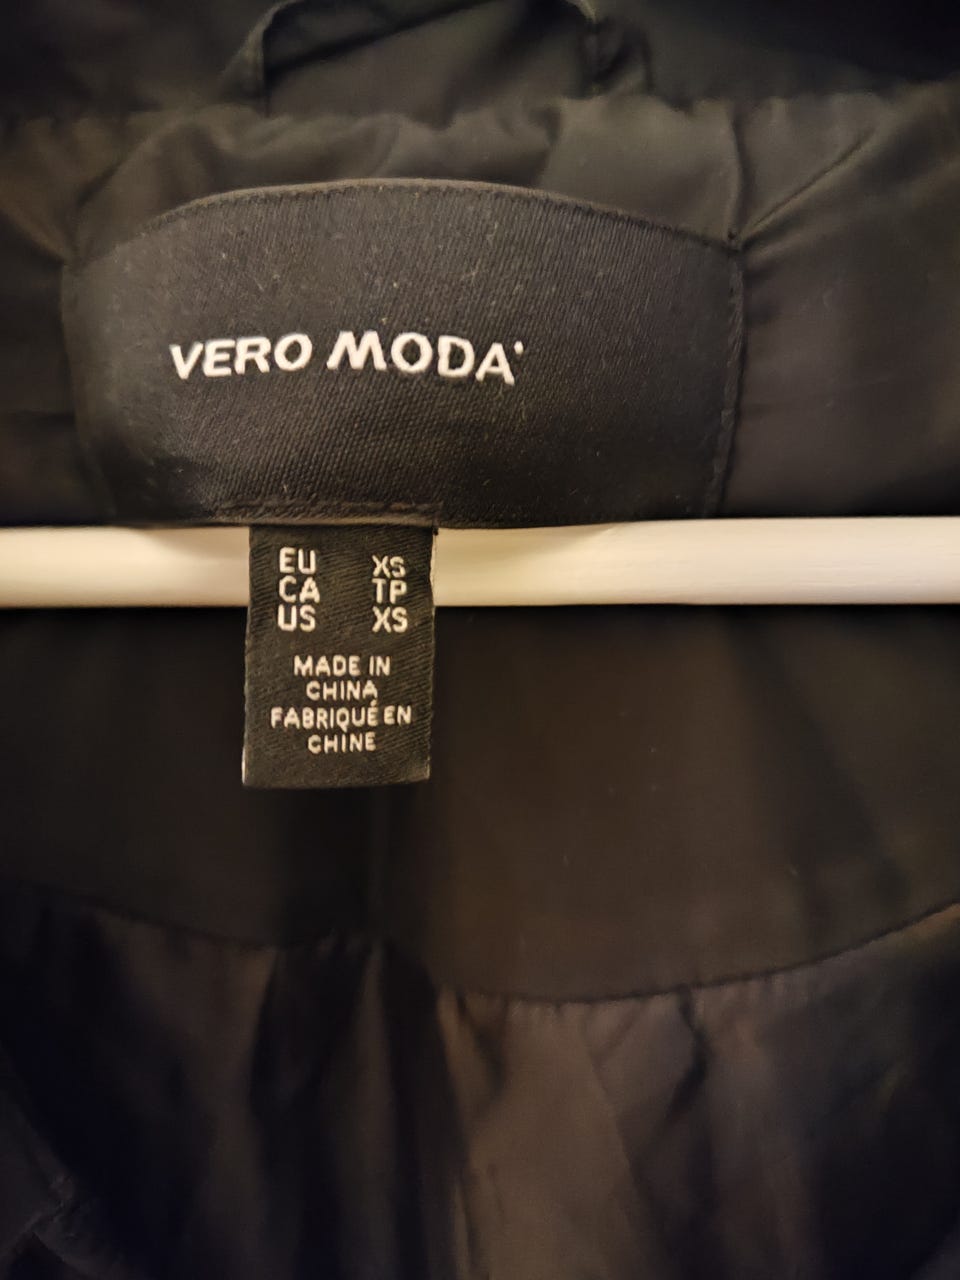 VERO MODA
EU XS
CA TP
US XS
MADE IN
CHINA
FABRIQUÉ EN
CHINE